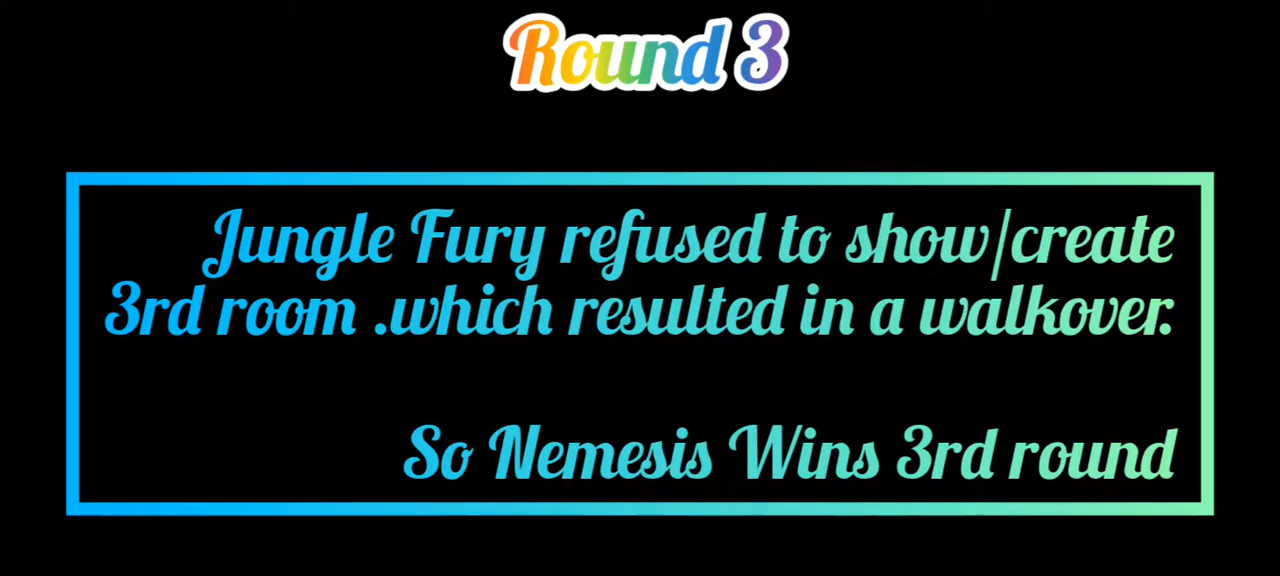 Round 3
Jungle Fury refused to show/create
3rd room .which resulted in a walkover.
So Nemesis Wins 3rd round